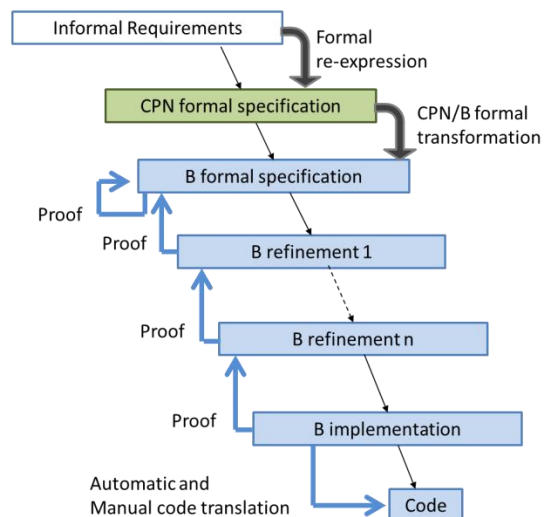 Informal Requirements
Formal
re-expression
CPN formal specification
CPN/B formal
transformation
B formal specification
Proof
Proof
B refinement 1
Proof
B refinement n
Proof
B implementation
Automatic and
Manual code translation
Code